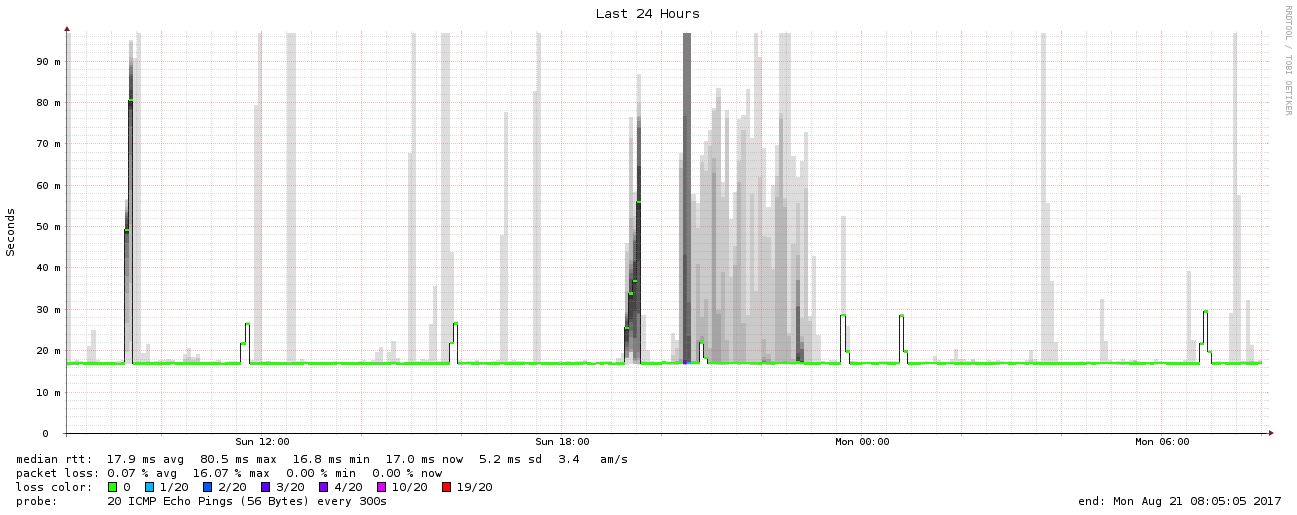 Last 24 Hours
RRDTOOL / TOBI OETIKER
Seconds
90 m
80 m
70 m
60 m
50 m
40 m
30 m
20 m
10 m
0
Sun 12:00 Sun 18:00 Mon 00:00 Mon 06:00
median rtt: 17.9 ms avg 80.5 ms max 16.8 ms min 17.0 ms now 5.2 ms sd 3.4 am/s
packet loss: 0.07 % avg 16.07 % max 0.00 % min 0.00 % now
loss color: 0 1/20 2/20 3/20 4/20 10/20 19/20
probe: 20 ICMP Echo Pings (56 Bytes) every 300s end: Mon Aug 21 08:05:05 2017